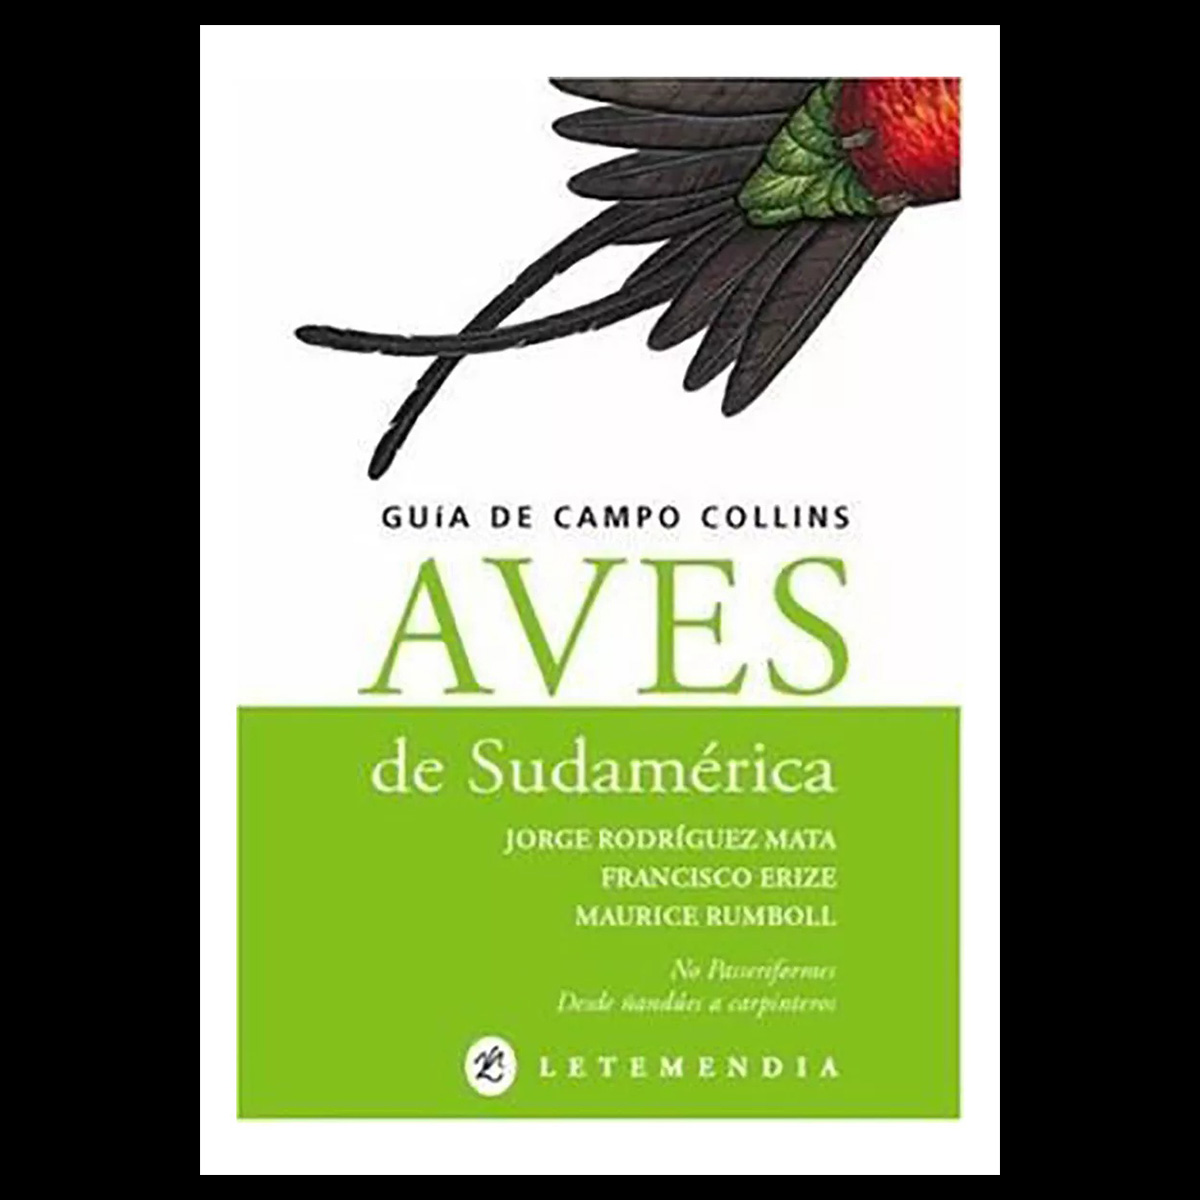 GUíA DE CAMPO COLLINS
AVES
de Sudamérica
JORGE RODRÍGUEZ MATA
FRANCISCO ERIZE
MAURICE RUMBOLL
No Passeriformes
Desde ñandúes a carpinteros
LETEMENDIA